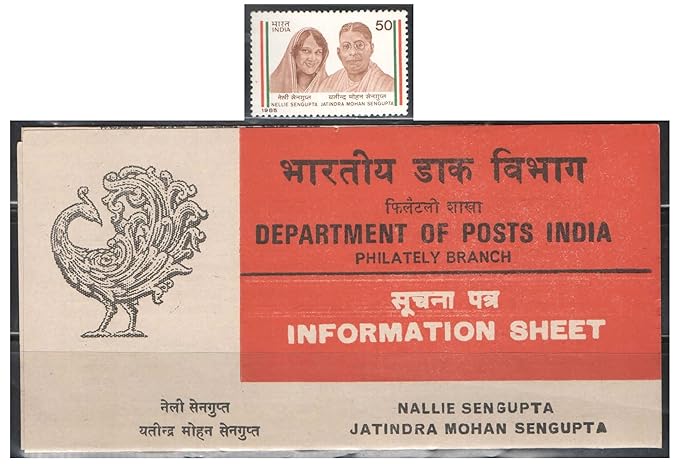 भारत
INDIA
50
नेली सेनगुप्त यतीन्द्र मोहन सेनगुप्त
NELLIE SENGUPTA JATINDRA MOHAN SENGUPTA
1985
भारतीय डाक विभाग
फिलैटली शाखा
DEPARTMENT OF POSTS INDIA
PHILATELY BRANCH
सूचना पत्र
INFORMATION SHEET
नेली सेनगुप्त
यतीन्द्र मोहन सेनगुप्त
NALLIE SENGUPTA
JATINDRA MOHAN SENGUPTA